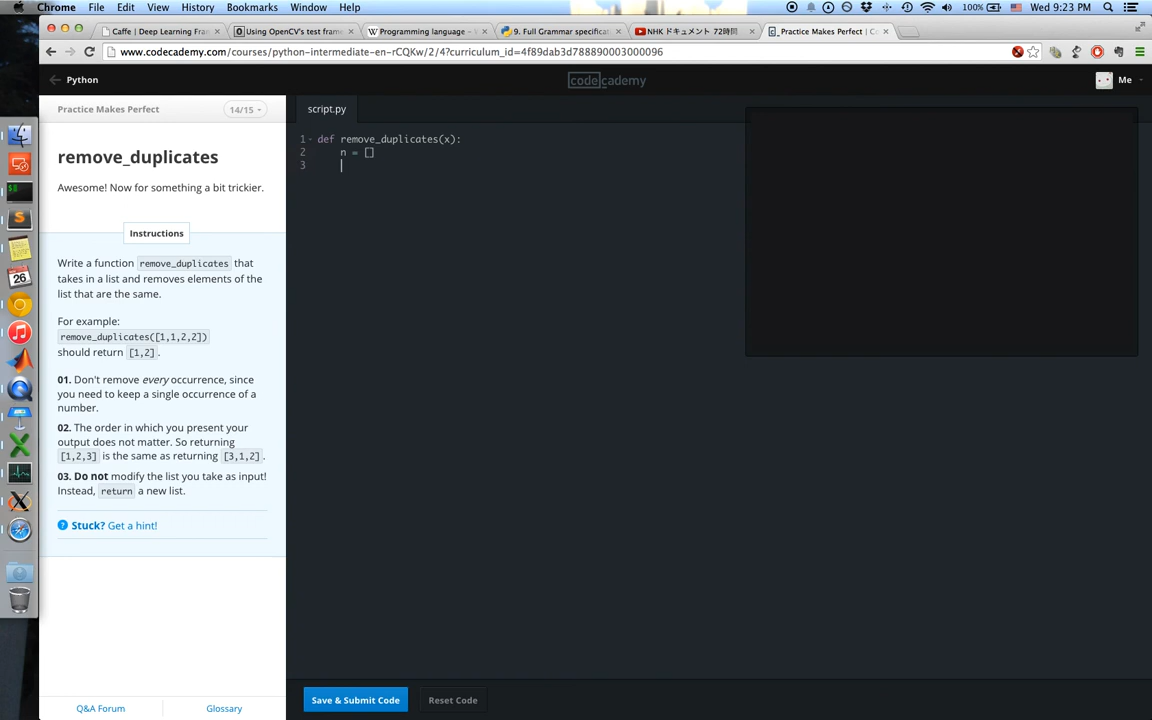 Chrome File Edit View History Bookmarks Window Help 100% Wed 9:23 PM
Caffe | Deep Learning Fram
Using OpenCV's test frame
Programming language -
9. Full Grammar specificat
NHK ドキュメント 72時間
Practice Makes Perfect | Co
www.codecademy.com/courses/python-intermediate-en-rCQKw/2/4?curriculum_id=4f89dab3d788890003000096
Python
codecademy
Me
Practice Makes Perfect 14/15
script.py
remove_duplicates
Awesome! Now for something a bit trickier.
Instructions
Write a function remove_duplicates that
takes in a list and removes elements of the
list that are the same.
For example:
remove_duplicates([1,1,2,2])
should return [1,2].
01. Don't remove every occurrence, since
you need to keep a single occurrence of a
number.
02. The order in which you present your
output does not matter. So returning
[1,2,3] is the same as returning [3,1,2].
03. Do not modify the list you take as input!
Instead, return a new list.
? Stuck? Get a hint!
1 def remove_duplicates(x):
2 n = []
3
26
Q&A Forum Glossary
Save & Submit Code Reset Code